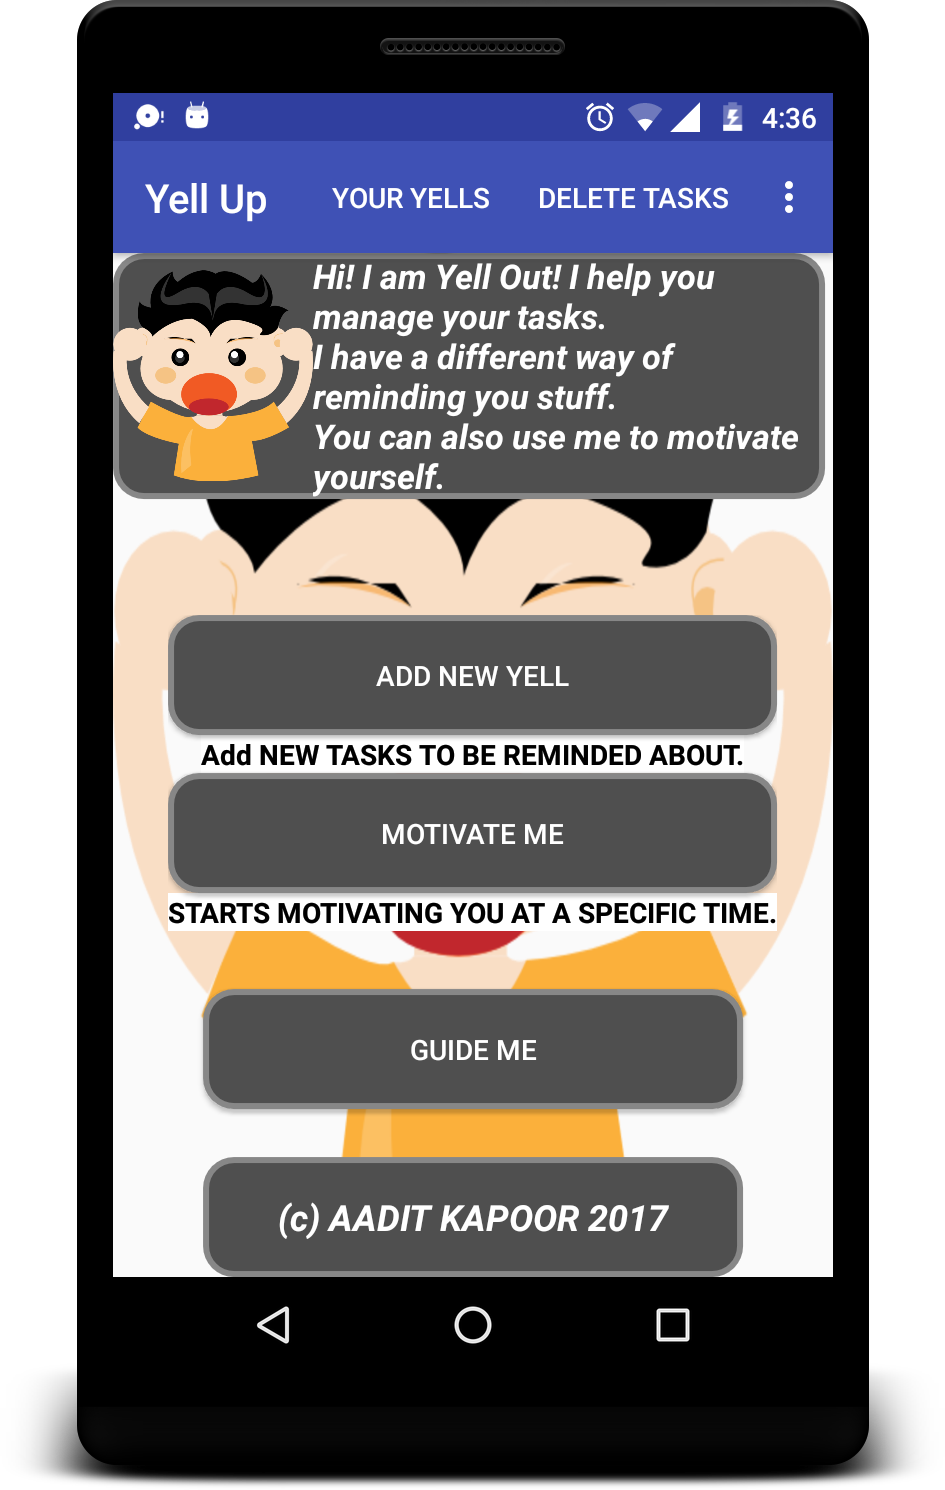 4:36
Yell Up YOUR YELLS DELETE TASKS
Hi! I am Yell Out! I help you
manage your tasks.
I have a different way of
reminding you stuff.
You can also use me to motivate
yourself.
ADD NEW YELL
Add NEW TASKS TO BE REMINDED ABOUT.
MOTIVATE ME
STARTS MOTIVATING YOU AT A SPECIFIC TIME.
GUIDE ME
(c) AADIT KAPOOR 2017